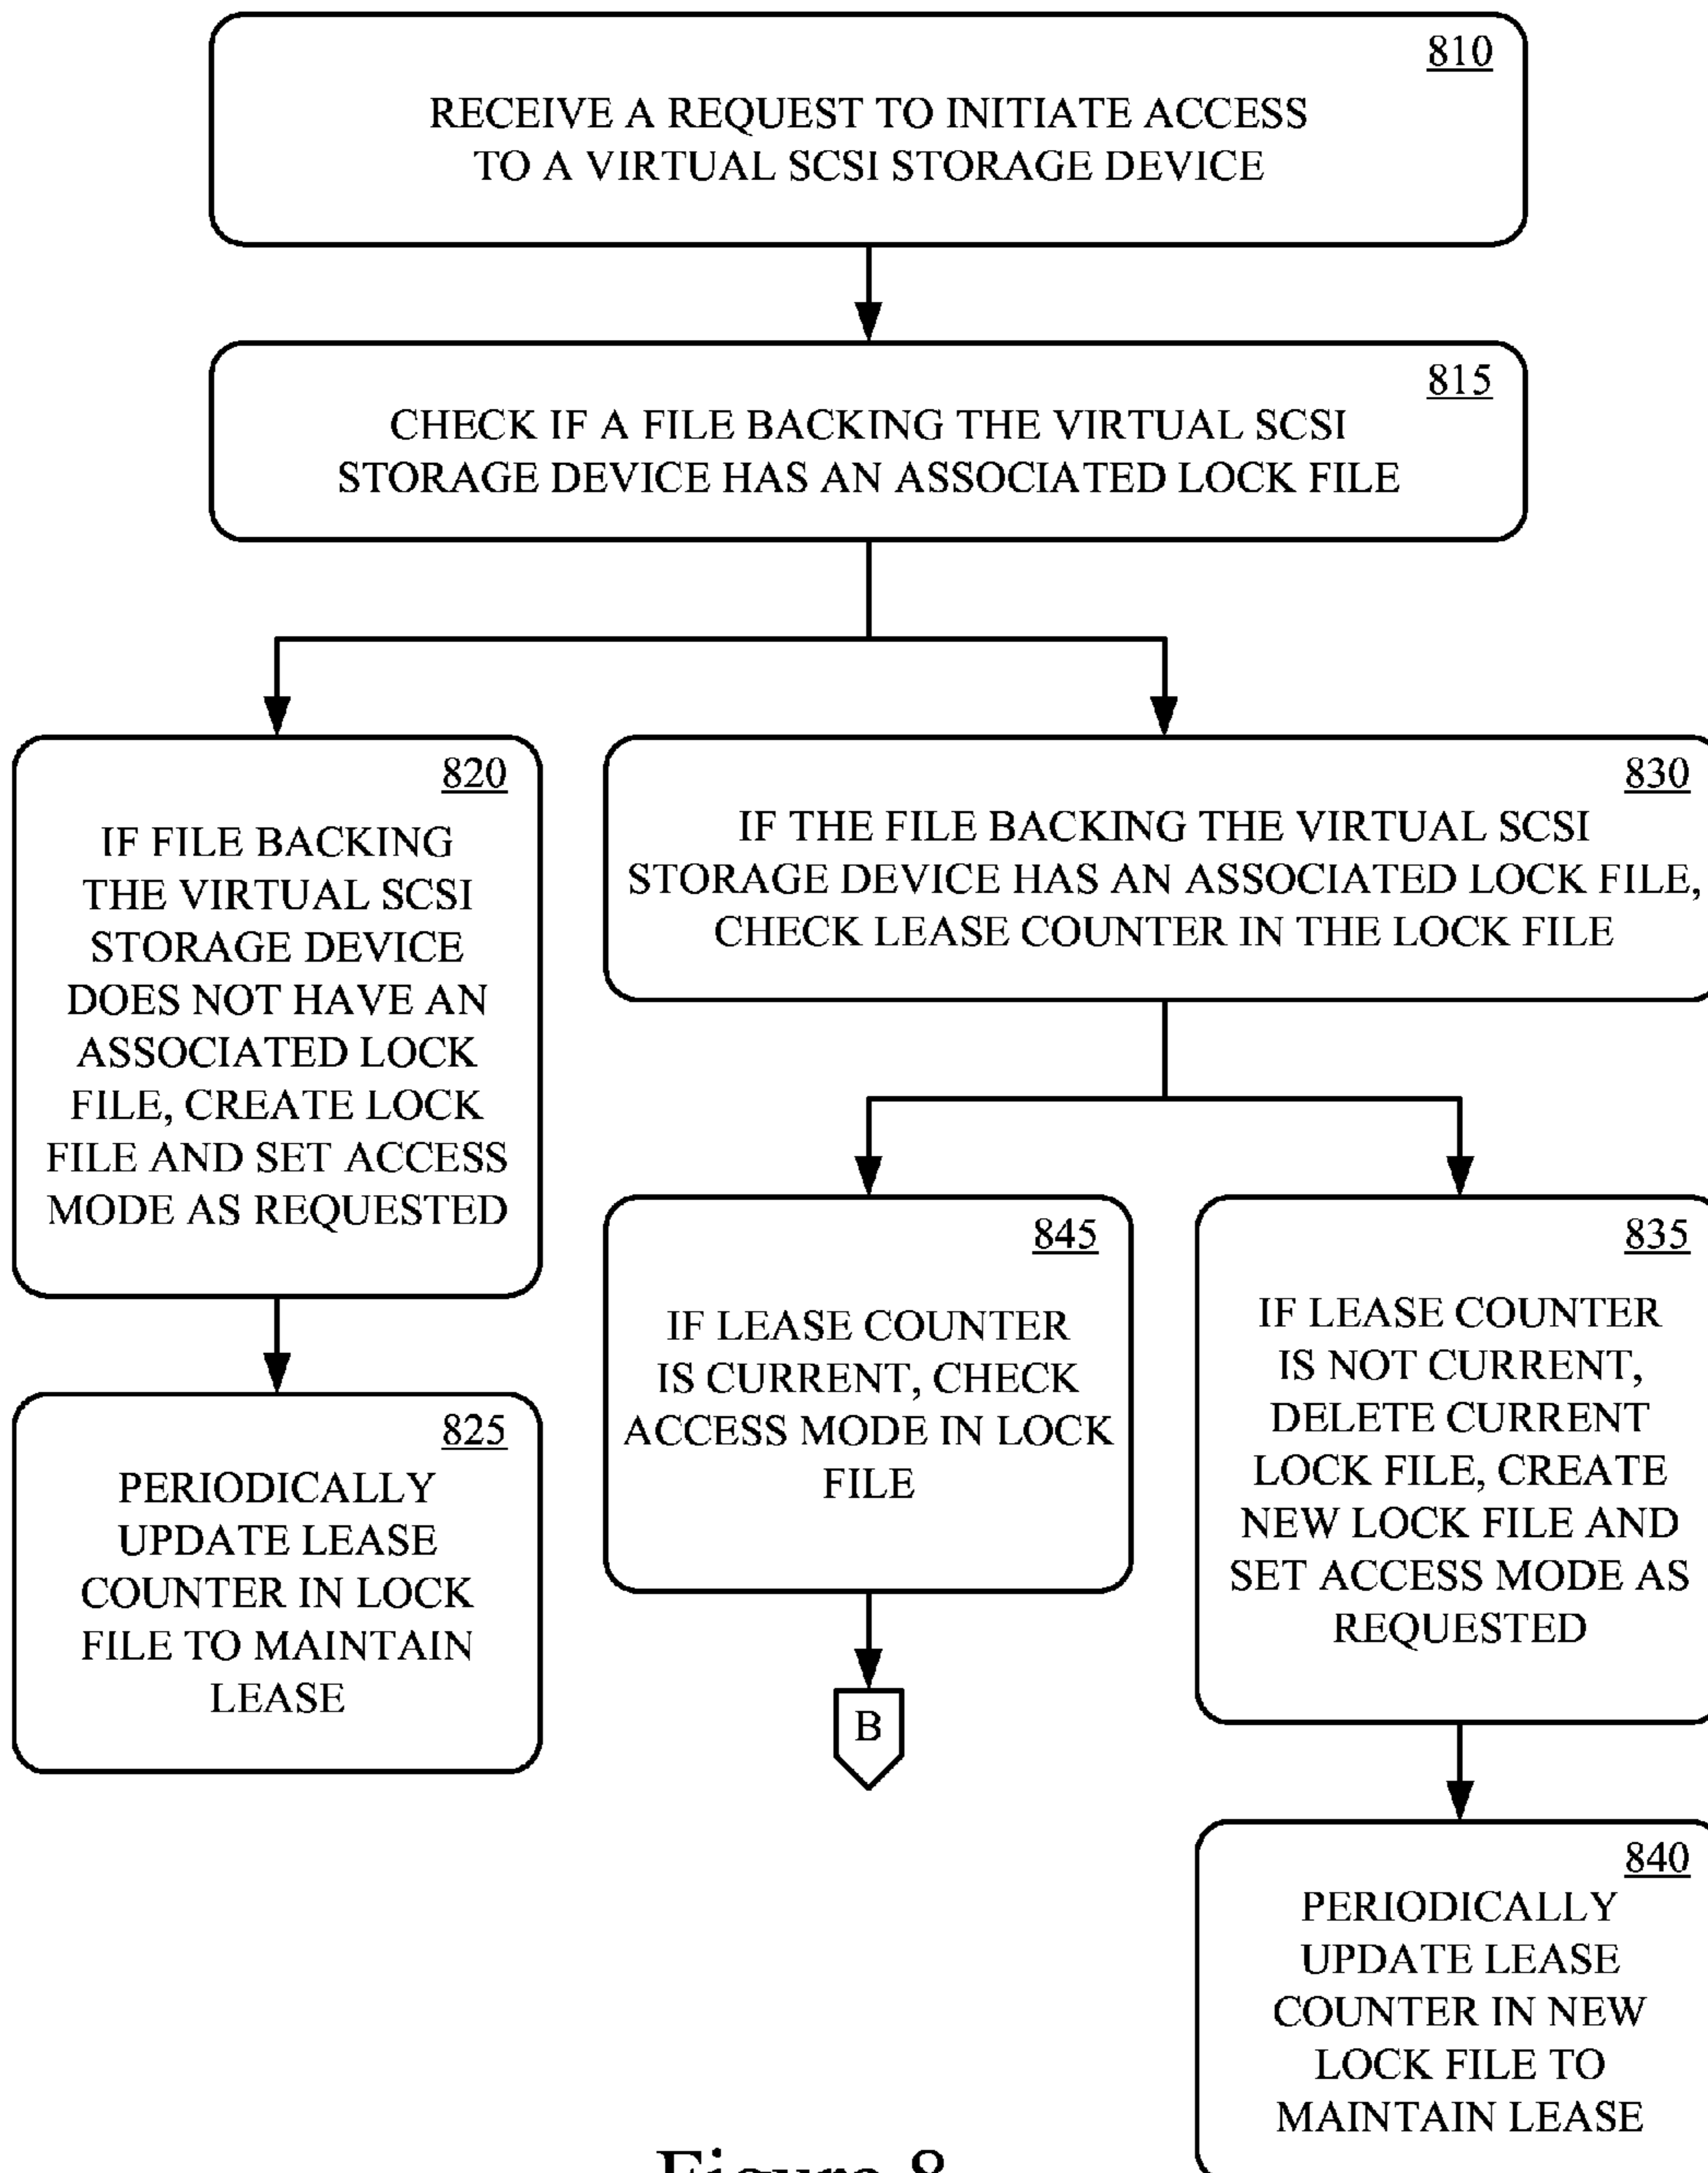 810
RECEIVE A REQUEST TO INITIATE ACCESS
TO A VIRTUAL SCSI STORAGE DEVICE
815
CHECK IF A FILE BACKING THE VIRTUAL SCSI
STORAGE DEVICE HAS AN ASSOCIATED LOCK FILE
820
IF FILE BACKING
THE VIRTUAL SCSI
STORAGE DEVICE
DOES NOT HAVE AN
ASSOCIATED LOCK
FILE, CREATE LOCK
FILE AND SET ACCESS
MODE AS REQUESTED
825
PERIODICALLY
UPDATE LEASE
COUNTER IN LOCK
FILE TO MAINTAIN
LEASE
830
IF THE FILE BACKING THE VIRTUAL SCSI
STORAGE DEVICE HAS AN ASSOCIATED LOCK FILE,
CHECK LEASE COUNTER IN THE LOCK FILE
845
IF LEASE COUNTER
IS CURRENT, CHECK
ACCESS MODE IN LOCK
FILE
B
835
IF LEASE COUNTER
IS NOT CURRENT,
DELETE CURRENT
LOCK FILE, CREATE
NEW LOCK FILE AND
SET ACCESS MODE AS
REQUESTED
840
PERIODICALLY
UPDATE LEASE
COUNTER IN NEW
LOCK FILE TO
MAINTAIN LEASE
Figure 8